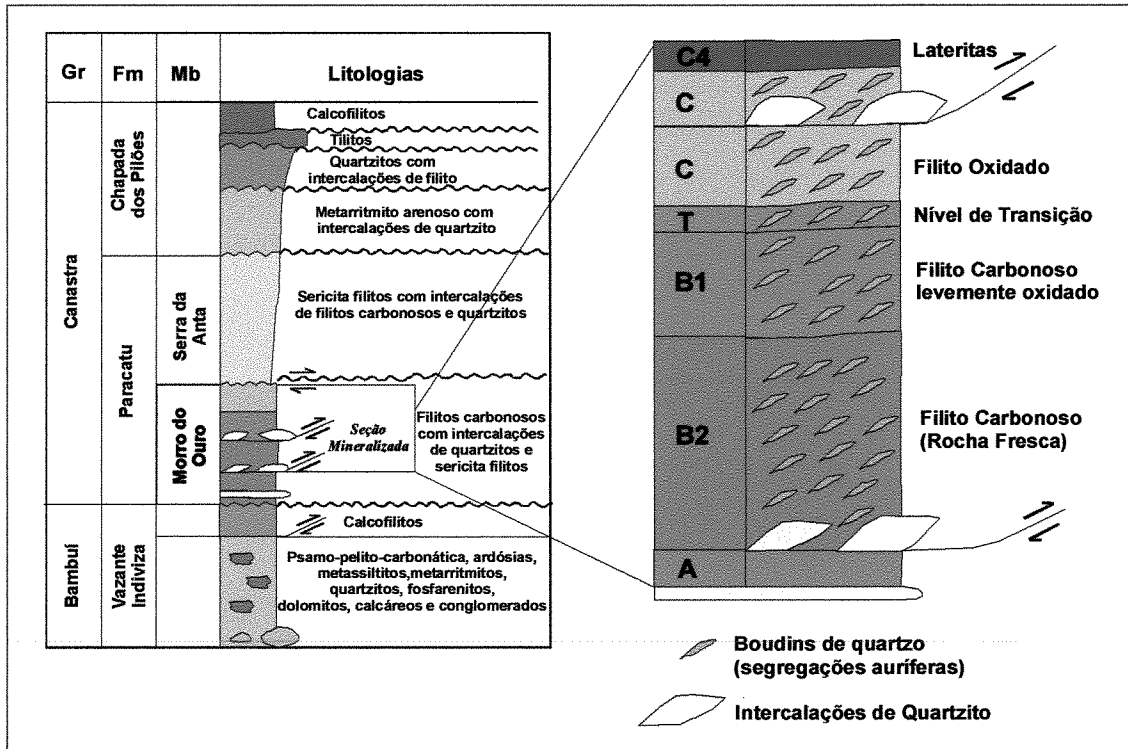 Gr Fm Mb Litologias
Canastra
Chapada
dos Pilões
Calcofilitos
Tilitos
Quartzitos com
intercalações de filito
Metarritmito arenoso com
intercalações de quartzito
Paracatu
Serra da
Anta
Sericita filitos com intercalações
de filitos carbonosos e quartzitos
Morro do
Ouro
Seção
Mineralizada
Filitos carbonosos
com intercalações
de quartzitos e
sericita filitos
Bambuí
Vazante
Indiviza
Calcofilitos
Psamo-pelito-carbonática, ardósias,
metassiltitos,metarritmitos,
quartzitos, fosfarenitos,
dolomitos, calcáreos e conglomerados
C4 Lateritas
C
C Filito Oxidado
T Nível de Transição
B1 Filito Carbonoso
levemente oxidado
B2 Filito Carbonoso
(Rocha Fresca)
A
Boudins de quartzo
(segregações auríferas)
Intercalações de Quartzito